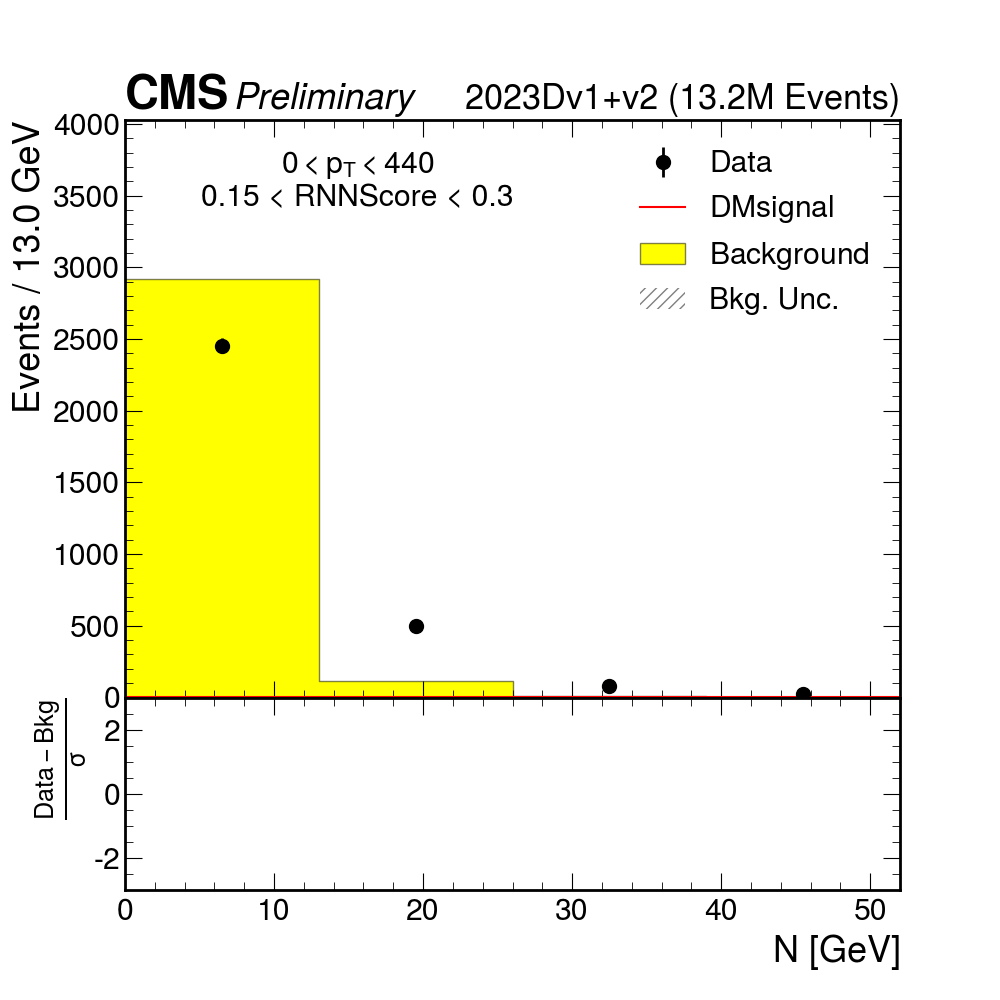 CMS Preliminary 2023Dv1+v2 (13.2M Events)
Events / 13.0 GeV
4000
3500
3000
2500
2000
1500
1000
500
0
0 < pT < 440
0.15 < RNNScore < 0.3
Data
DMsignal
Background
Bkg. Unc.
Data − Bkg
σ
2
0
-2
0 10 20 30 40 50
N [GeV]